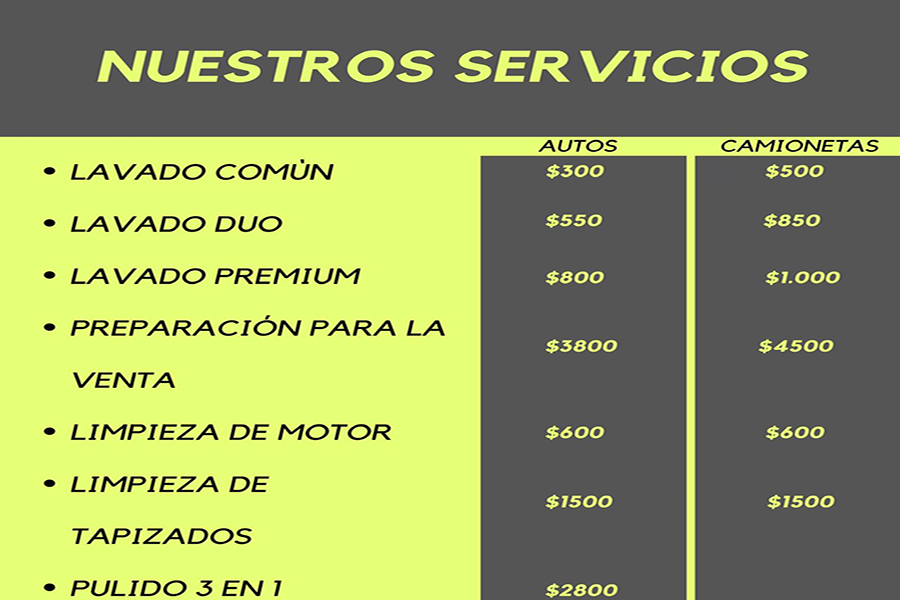 NUESTROS SERVICIOS
AUTOS CAMIONETAS
• LAVADO COMÙN $300 $500
• LAVADO DUO $550 $850
• LAVADO PREMIUM $800 $1.000
• PREPARACIÓN PARA LA
$3800 $4500
VENTA
• LIMPIEZA DE MOTOR $600 $600
• LIMPIEZA DE
$1500 $1500
TAPIZADOS
• PULIDO 3 EN 1 $2800